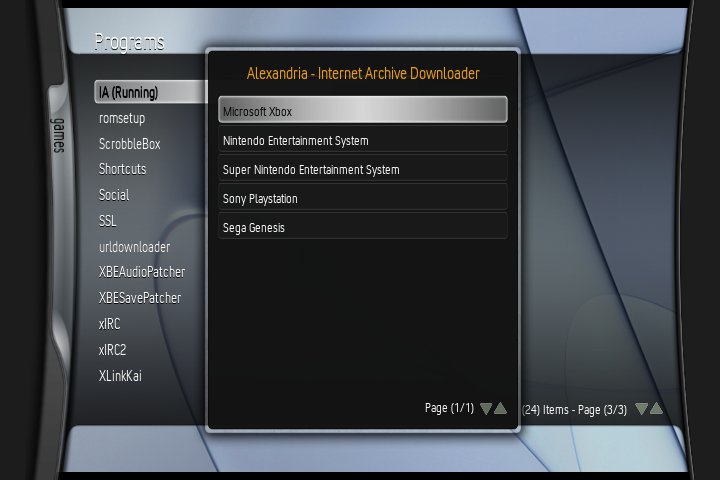 Programs
games
IA (Running)
romsetup
ScrobbleBox
Shortcuts
Social
SSL
urldownloader
XBEAudioPatcher
XBESavePatcher
xIRC
xIRC2
XLinkKai
Alexandria - Internet Archive Downloader
Microsoft Xbox
Nintendo Entertainment System
Super Nintendo Entertainment System
Sony Playstation
Sega Genesis
Page (1/1)
(24) Items - Page (3/3)